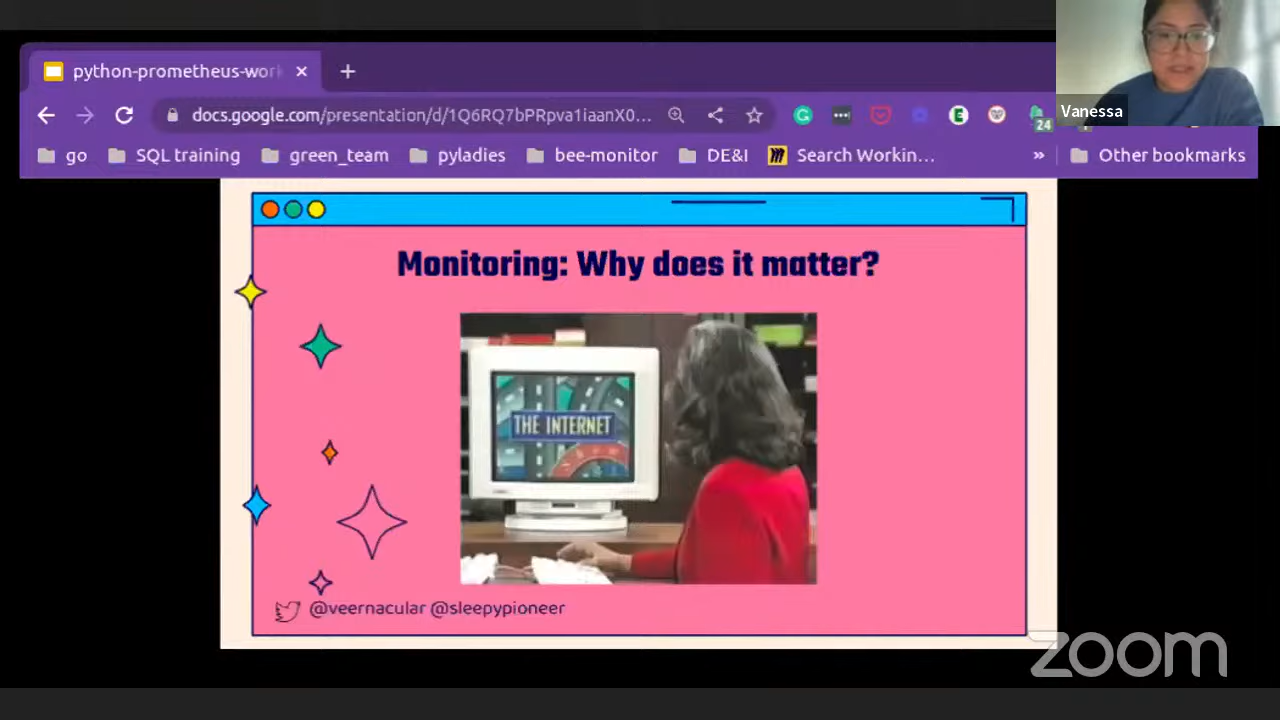 python-prometheus-wor
docs.google.com/presentation/d/1Q6RQ7bPRpva1iaanX0...
24
Vanessa
go
SQL training
green_team
pyladies
bee-monitor
DE&I
Search Workin...
»
Other bookmarks
Monitoring: Why does it matter?
THE INTERNET
@veernacular @sleepypioneer
zoom